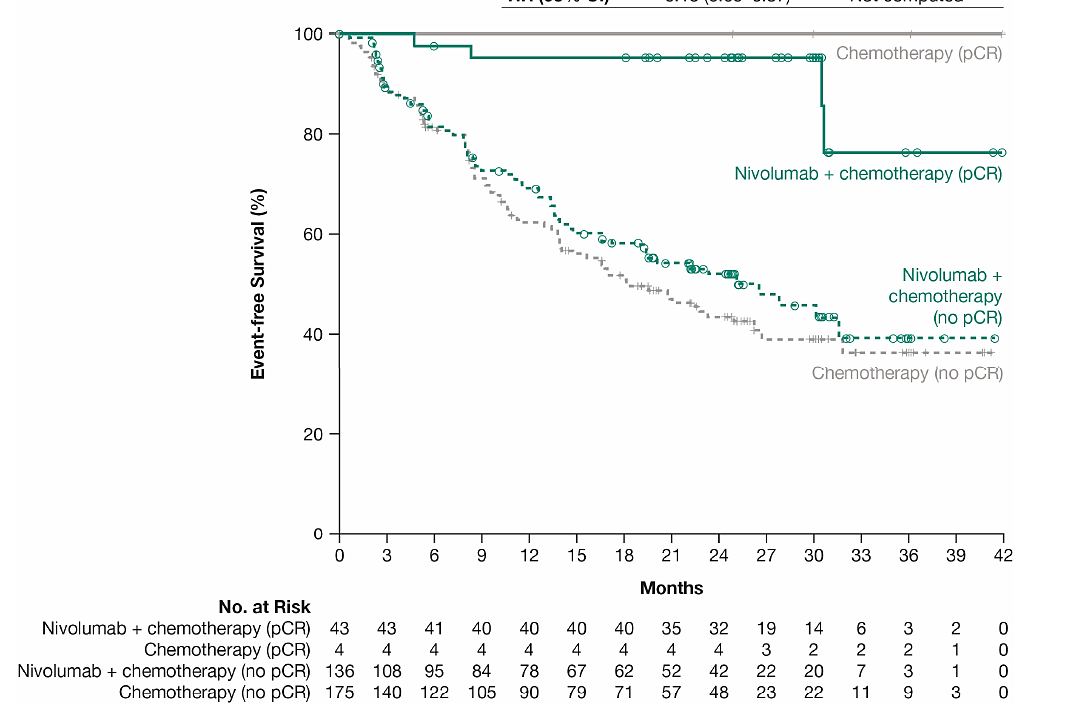 100
80
60
40
20
0
Event-free Survival (%)
Chemotherapy (pCR)
Nivolumab + chemotherapy (pCR)
Nivolumab +
chemotherapy
(no pCR)
Chemotherapy (no pCR)
0 3 6 9 12 15 18 21 24 27 30 33 36 39 42
Months
No. at Risk
Nivolumab + chemotherapy (pCR) 43 43 41 40 40 40 40 35 32 19 14 6 3 2 0
Chemotherapy (pCR) 4 4 4 4 4 4 4 4 4 3 2 2 2 1 0
Nivolumab + chemotherapy (no pCR) 136 108 95 84 78 67 62 52 42 22 20 7 3 1 0
Chemotherapy (no pCR) 175 140 122 105 90 79 71 57 48 23 22 11 9 3 0